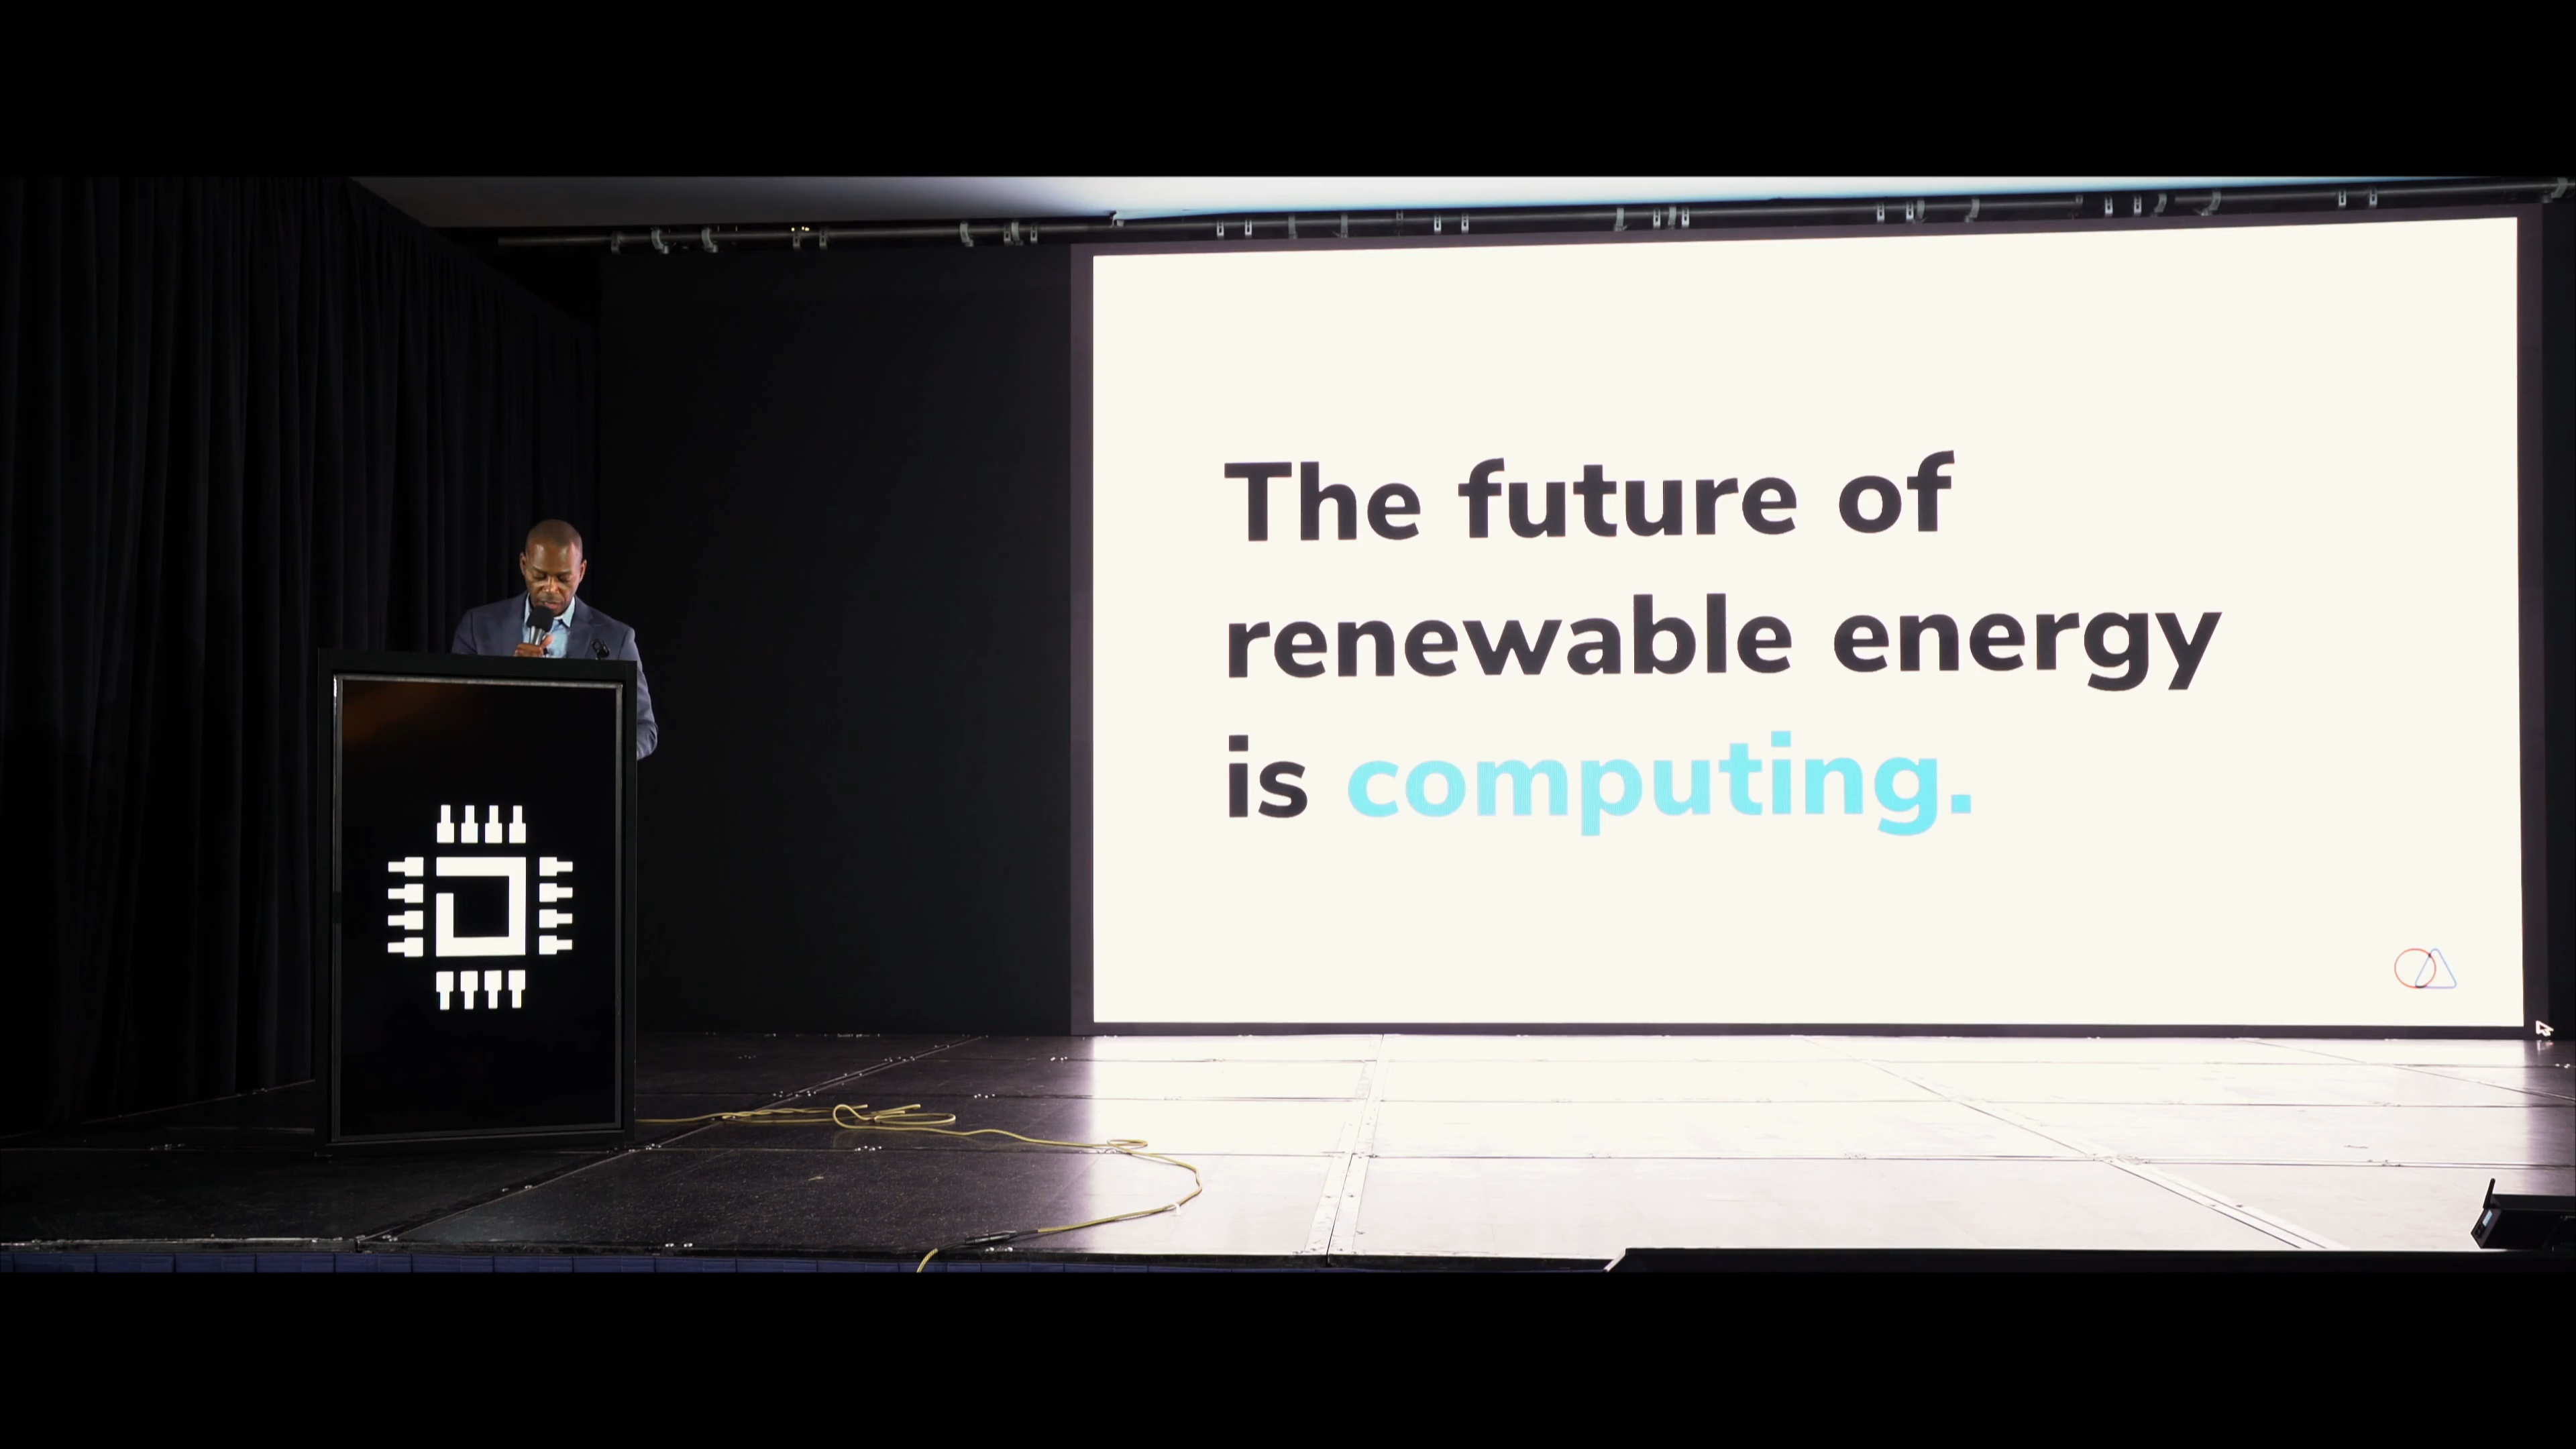 The future of
renewable energy
is computing.